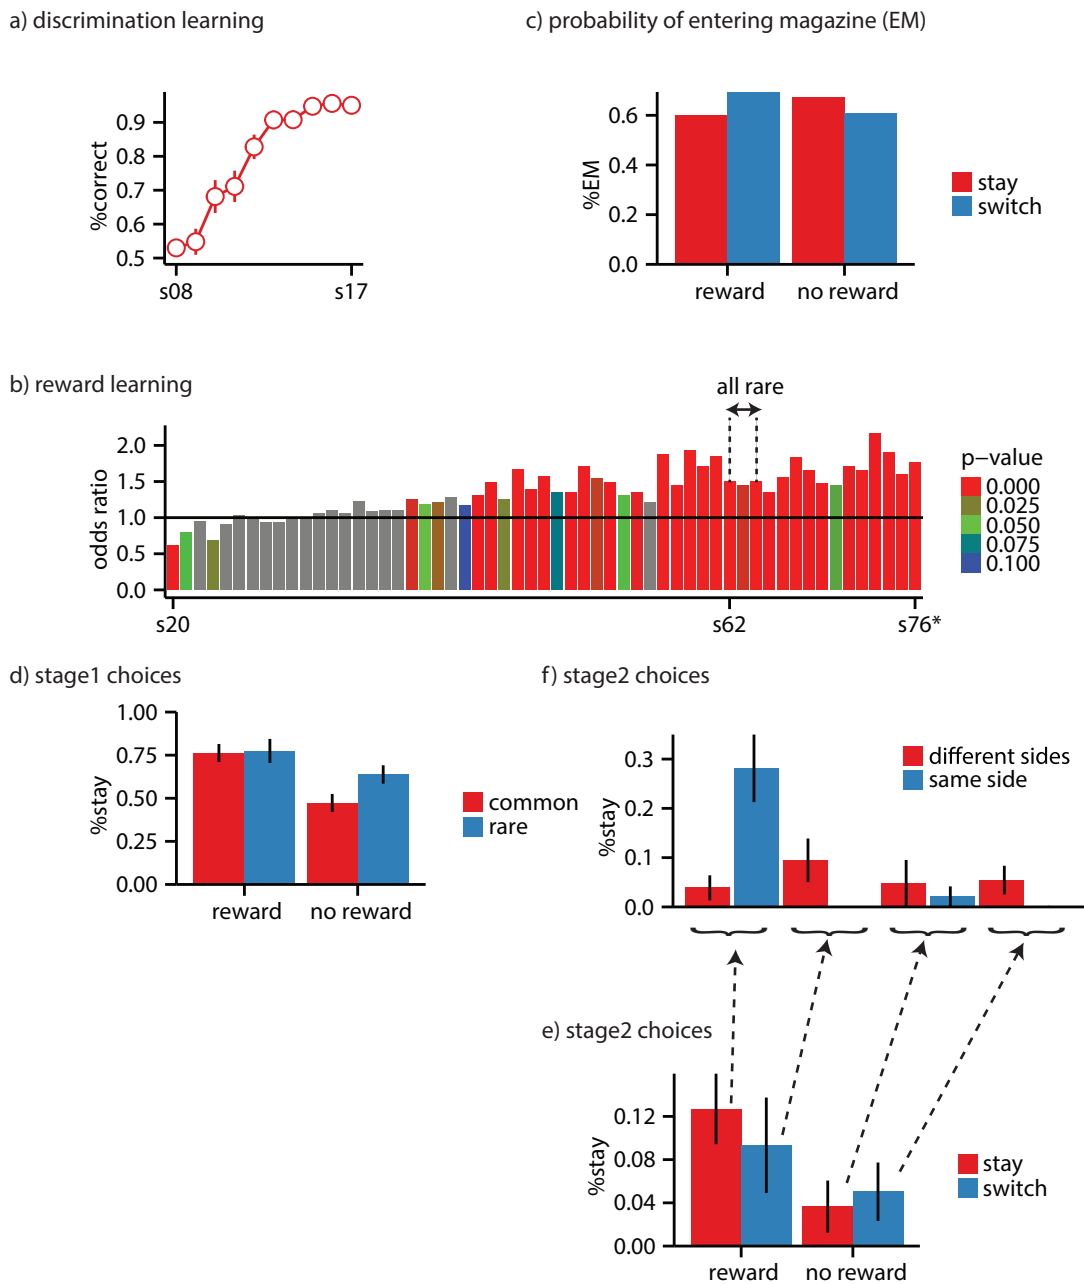 a) discrimination learning
c) probability of entering magazine (EM)
%correct
0.9
0.8
0.7
0.6
0.5
s08
s17
%EM
0.6
0.4
0.2
0.0
reward
no reward
stay
switch
b) reward learning
all rare
odds ratio
2.0
1.5
1.0
0.5
0.0
s20
s62
s76*
p−value
0.000
0.025
0.050
0.075
0.100
d) stage1 choices
%stay
1.00
0.75
0.50
0.25
0.00
reward
no reward
common
rare
f) stage2 choices
%stay
0.3
0.2
0.1
0.0
different sides
same side
e) stage2 choices
%stay
0.12
0.08
0.04
0.00
reward
no reward
stay
switch